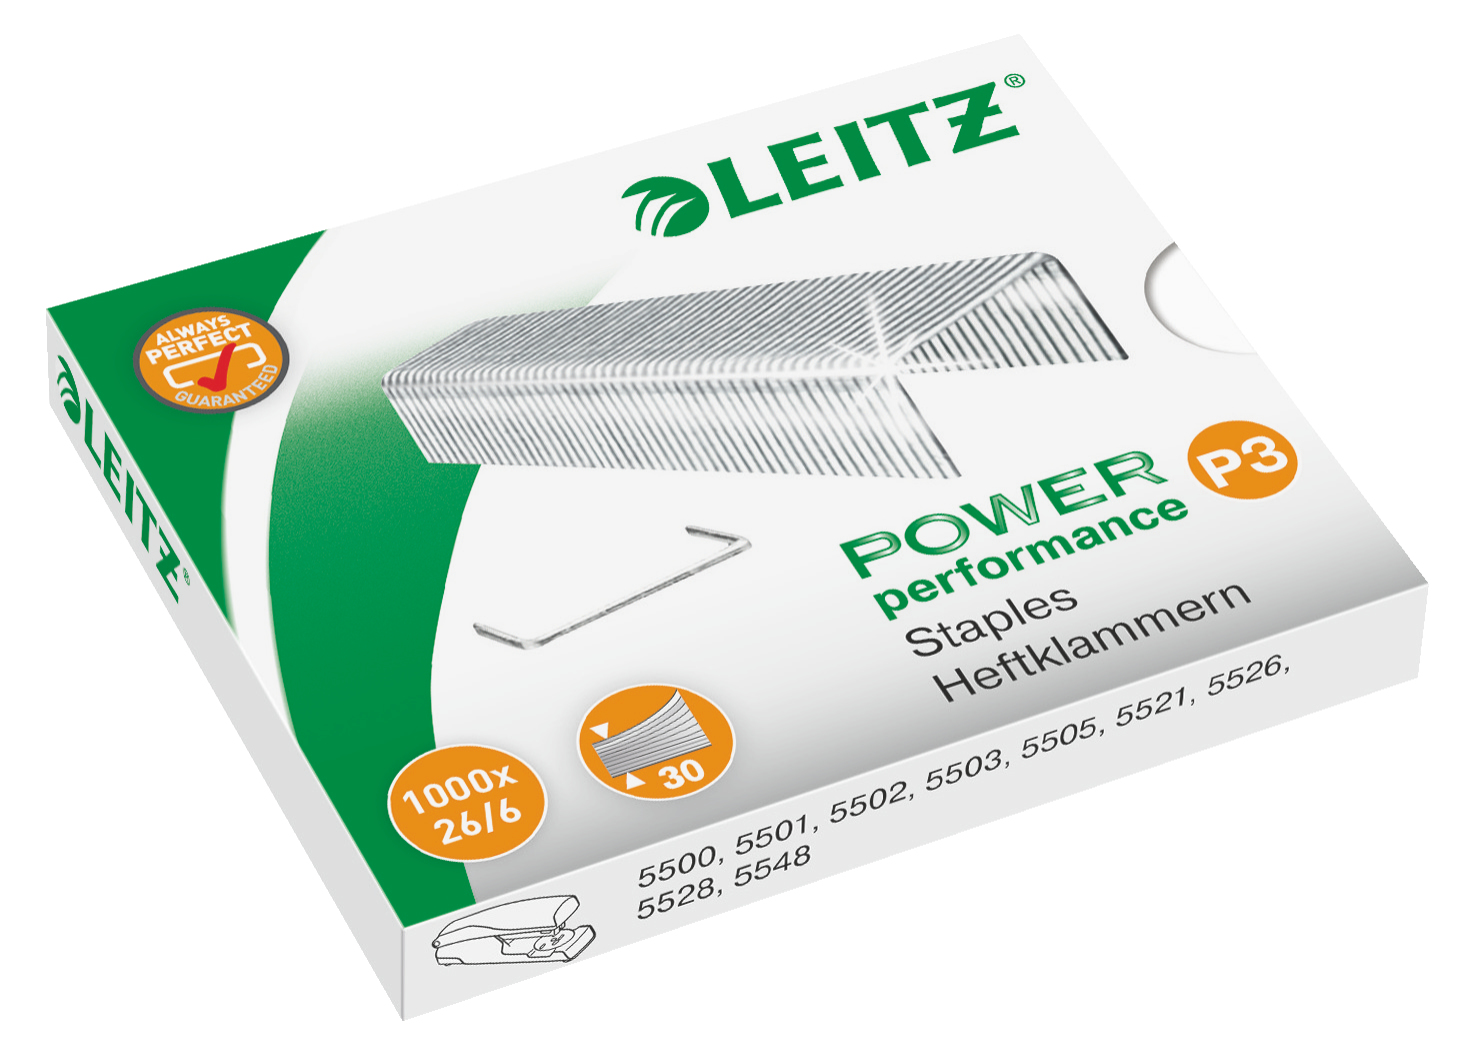 LEITZ®
ALWAYS
PERFECT
GUARANTEED
LEITZ®
POWER
P3
performance
Staples
Heftklammern
30
1000x
26/6
5500, 5501, 5502, 5503, 5505, 5521, 5526,
5528, 5548